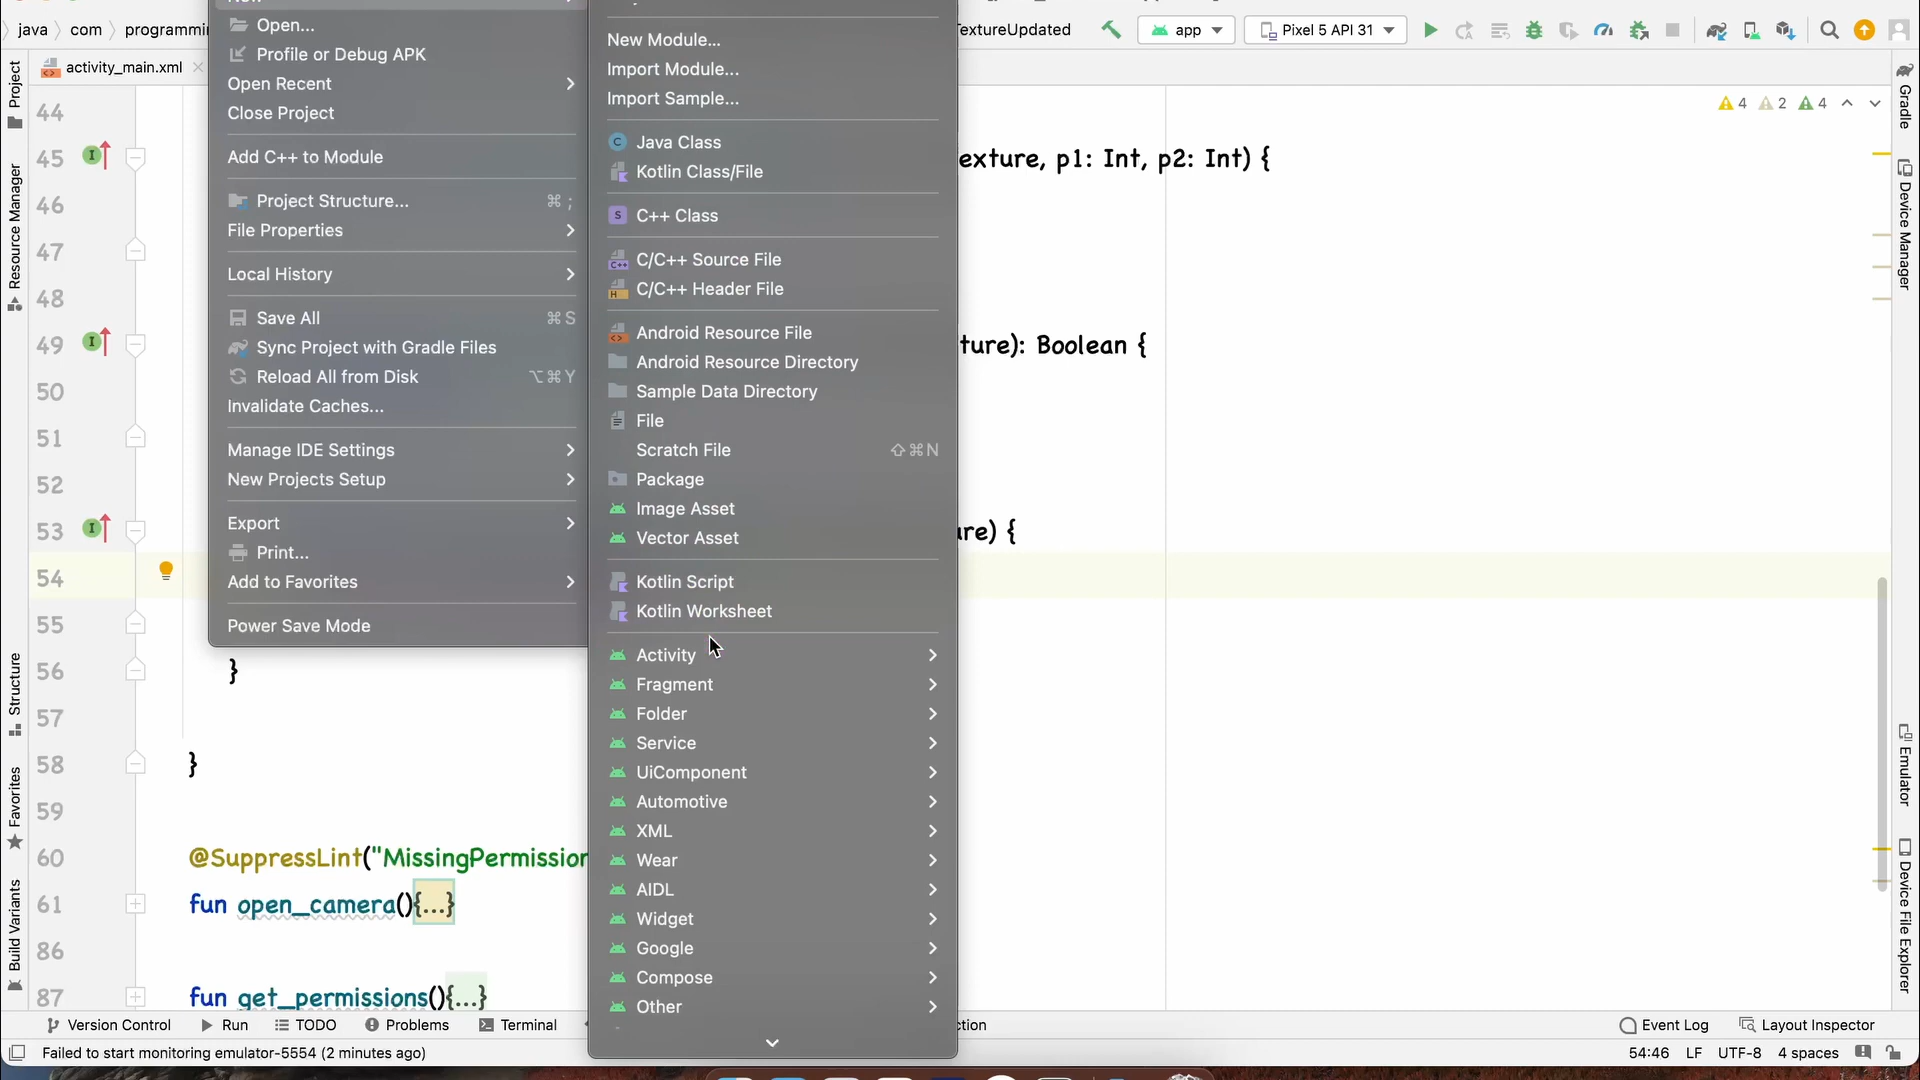 java
com
TextureUpdated
app
Pixel 5 API 31
Project
Resource Manager
Structure
Favorites
Build Variants
activity_main.xml
Open...
Profile or Debug APK
Open Recent
Close Project
Add C++ to Module
Project Structure... ⌘ ;
File Properties
Local History
Save All ⌘ S
Sync Project with Gradle Files
Reload All from Disk ⌥⌘Y
Invalidate Caches...
Manage IDE Settings
New Projects Setup
Export
Print...
Add to Favorites
Power Save Mode
New Module...
Import Module...
Import Sample...
Java Class
Kotlin Class/File
C++ Class
C/C++ Source File
C/C++ Header File
Android Resource File
Android Resource Directory
Sample Data Directory
File
Scratch File ⇧⌘N
Package
Image Asset
Vector Asset
Kotlin Script
Kotlin Worksheet
Activity
Fragment
Folder
Service
UiComponent
Automotive
XML
Wear
AIDL
Widget
Google
Compose
Other
4 2 4
44
45 exture, p1: Int, p2: Int) {
46
47
48
49 ture): Boolean {
50
51
52
53 ure) {
54
55
56 }
57
58 }
59
60 @SuppressLint("MissingPermission
61 fun open_camera(){...}
86
87 fun get_permissions(){...}
Gradle
Device Manager
Emulator
Device File Explorer
Version Control Run TODO Problems Terminal
Event Log Layout Inspector
Failed to start monitoring emulator-5554 (2 minutes ago)
54:46 LF UTF-8 4 spaces